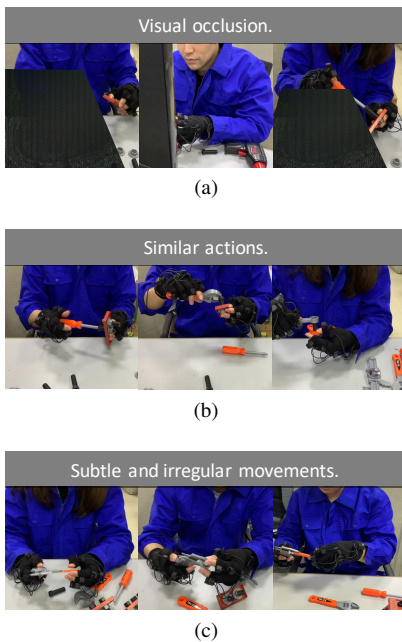 Visual occlusion.
(a)
Similar actions.
(b)
Subtle and irregular movements.
(c)